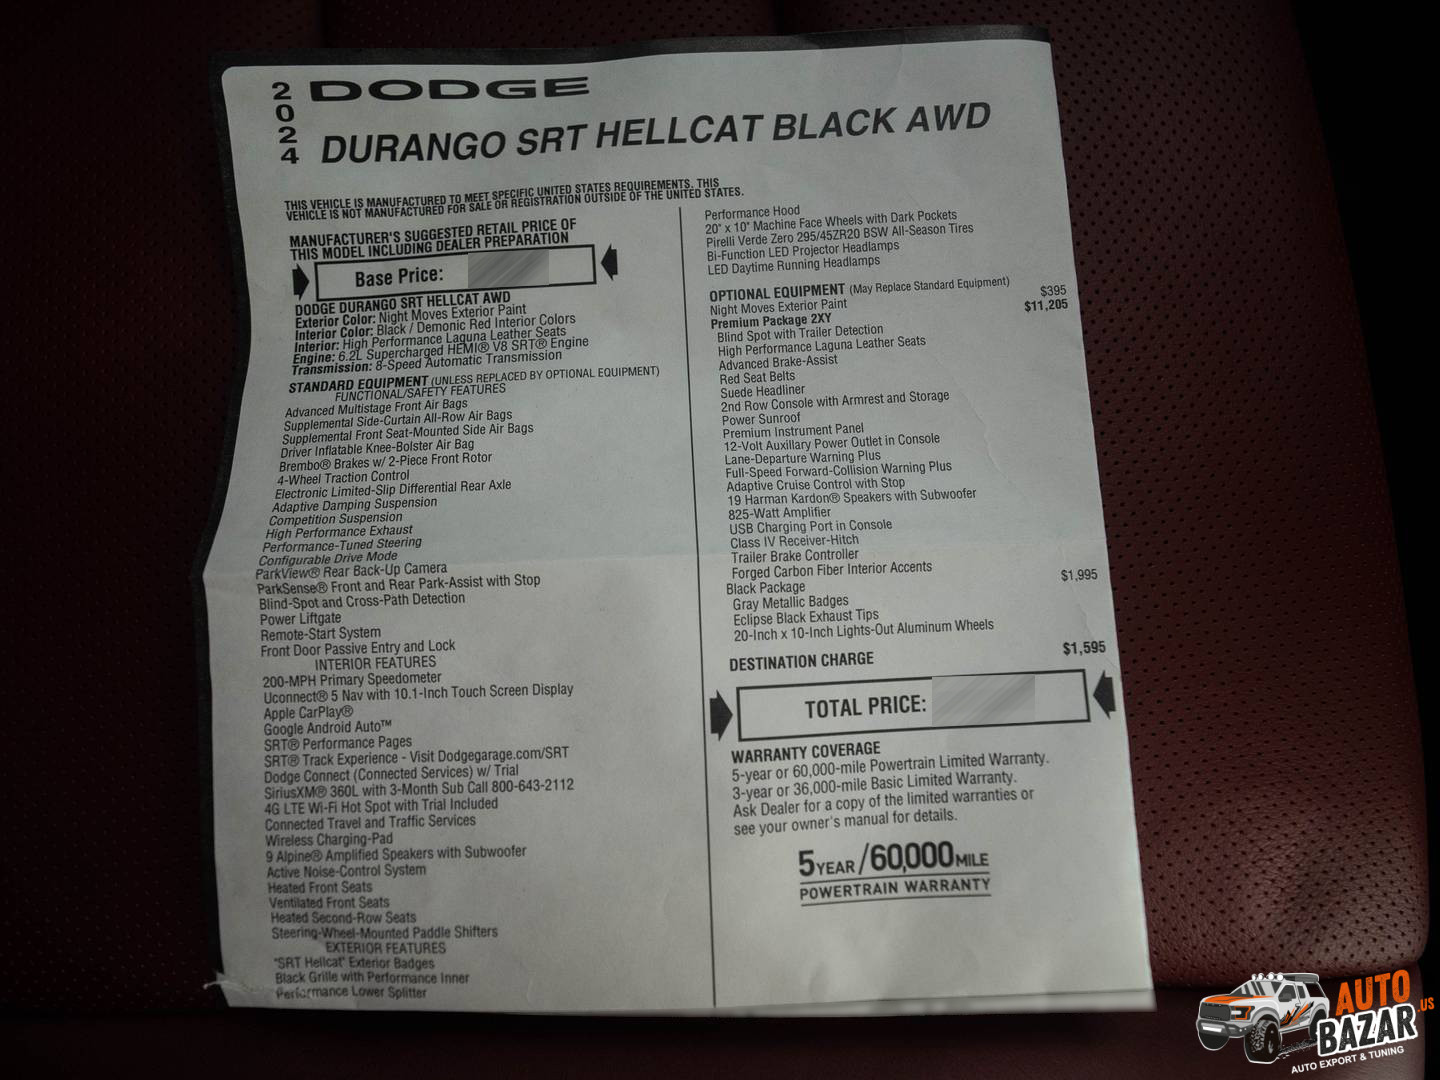 2024
DODGE
DURANGO SRT HELLCAT BLACK AWD
THIS VEHICLE IS MANUFACTURED TO MEET SPECIFIC UNITED STATES REQUIREMENTS. THIS
VEHICLE IS NOT MANUFACTURED FOR SALE OR REGISTRATION OUTSIDE OF THE UNITED STATES.
MANUFACTURER'S SUGGESTED RETAIL PRICE OF
THIS MODEL INCLUDING DEALER PREPARATION
Base Price:
DODGE DURANGO SRT HELLCAT AWD
Exterior Color: Night Moves Exterior Paint
Interior Color: Black / Demonic Red Interior Colors
Interior: High Performance Laguna Leather Seats
Engine: 6.2L Supercharged HEMI® V8 SRT® Engine
Transmission: 8-Speed Automatic Transmission
STANDARD EQUIPMENT (UNLESS REPLACED BY OPTIONAL EQUIPMENT)
FUNCTIONAL/SAFETY FEATURES
Advanced Multistage Front Air Bags
Supplemental Side-Curtain All-Row Air Bags
Supplemental Front Seat-Mounted Side Air Bags
Driver Inflatable Knee-Bolster Air Bag
Brembo® Brakes w/ 2-Piece Front Rotor
4-Wheel Traction Control
Electronic Limited-Slip Differential Rear Axle
Adaptive Damping Suspension
Competition Suspension
High Performance Exhaust
Performance-Tuned Steering
Configurable Drive Mode
ParkView® Rear Back-Up Camera
ParkSense® Front and Rear Park-Assist with Stop
Blind-Spot and Cross-Path Detection
Power Liftgate
Remote-Start System
Front Door Passive Entry and Lock
INTERIOR FEATURES
200-MPH Primary Speedometer
Uconnect® 5 Nav with 10.1-Inch Touch Screen Display
Apple CarPlay®
Google Android Auto™
SRT® Performance Pages
SRT® Track Experience - Visit Dodgegarage.com/SRT
Dodge Connect (Connected Services) w/ Trial
SiriusXM® 360L with 3-Month Sub Call 800-643-2112
4G LTE Wi-Fi Hot Spot with Trial Included
Connected Travel and Traffic Services
Wireless Charging-Pad
9 Alpine® Amplified Speakers with Subwoofer
Active Noise-Control System
Heated Front Seats
Ventilated Front Seats
Heated Second-Row Seats
Steering-Wheel-Mounted Paddle Shifters
EXTERIOR FEATURES
"SRT Hellcat" Exterior Badges
Black Grille with Performance Inner
Performance Lower Splitter
Performance Hood
20" x 10" Machine Face Wheels with Dark Pockets
Pirelli Verde Zero 295/45ZR20 BSW All-Season Tires
Bi-Function LED Projector Headlamps
LED Daytime Running Headlamps
OPTIONAL EQUIPMENT (May Replace Standard Equipment)
Night Moves Exterior Paint $395
Premium Package 2XY $11,205
Blind Spot with Trailer Detection
High Performance Laguna Leather Seats
Advanced Brake-Assist
Red Seat Belts
Suede Headliner
2nd Row Console with Armrest and Storage
Power Sunroof
Premium Instrument Panel
12-Volt Auxillary Power Outlet in Console
Lane-Departure Warning Plus
Full-Speed Forward-Collision Warning Plus
Adaptive Cruise Control with Stop
19 Harman Kardon® Speakers with Subwoofer
825-Watt Amplifier
USB Charging Port in Console
Class IV Receiver-Hitch
Trailer Brake Controller
Forged Carbon Fiber Interior Accents
Black Package $1,995
Gray Metallic Badges
Eclipse Black Exhaust Tips
20-Inch x 10-Inch Lights-Out Aluminum Wheels
DESTINATION CHARGE $1,595
TOTAL PRICE:
WARRANTY COVERAGE
5-year or 60,000-mile Powertrain Limited Warranty.
3-year or 36,000-mile Basic Limited Warranty.
Ask Dealer for a copy of the limited warranties or
see your owner's manual for details.
5 YEAR / 60,000 MILE
POWERTRAIN WARRANTY
AUTO
BAZAR.US
AUTO EXPORT & TUNING